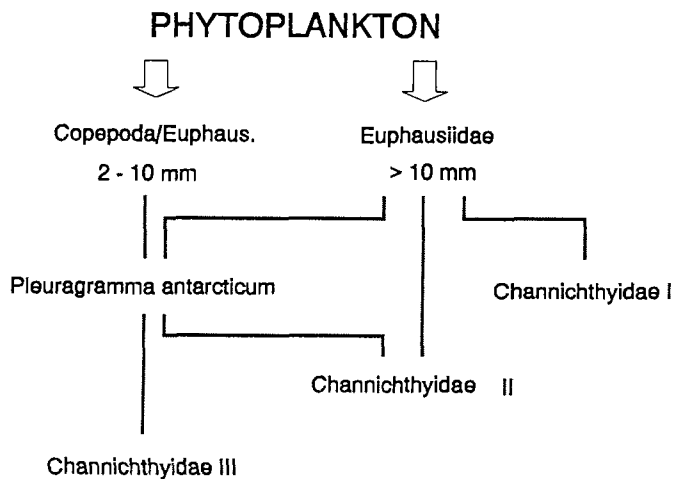 PHYTOPLANKTON
Copepoda/Euphaus.
2 - 10 mm
Euphausiidae
> 10 mm
Pleuragramma antarcticum
Channichthyidae I
Channichthyidae II
Channichthyidae III